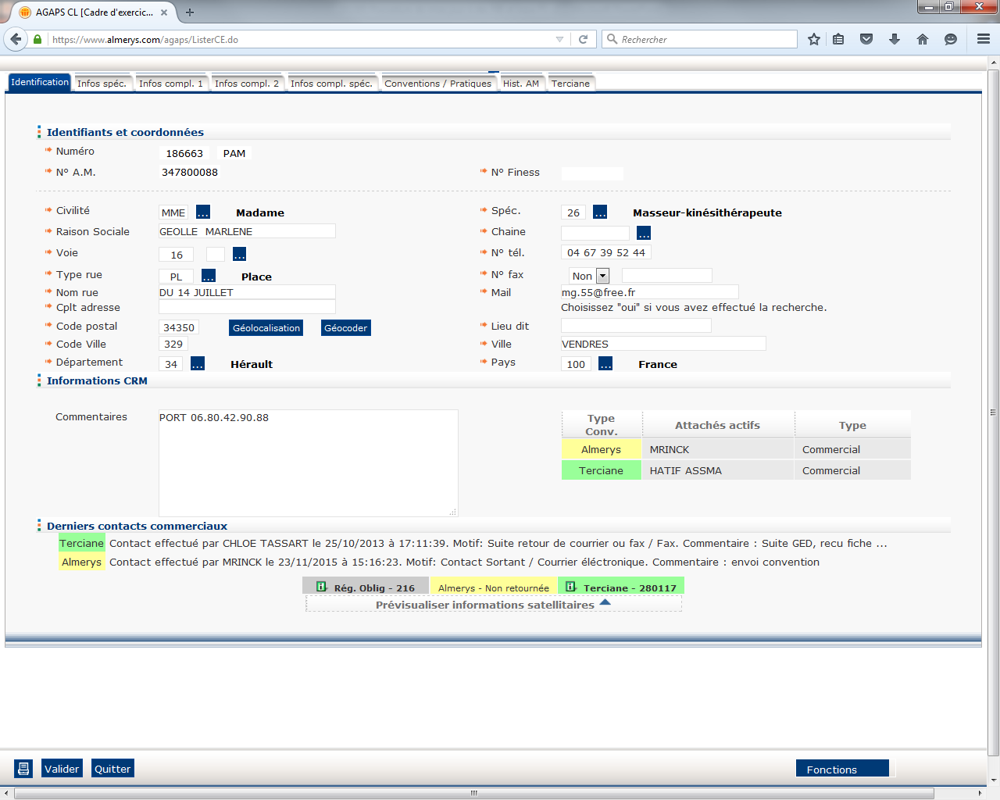 AGAPS CL [Cadre d'exercic...
https://www.almerys.com/agaps/ListerCE.do
Rechercher
Identification Infos spéc. Infos compl. 1 Infos compl. 2 Infos compl. spéc. Conventions / Pratiques Hist. AM Terciane
Identifiants et coordonnées
Numéro 186663 PAM
N° A.M. 347800088 N° Finess
Civilité MME ... Madame Spéc. 26 ... Masseur-kinésithérapeute
Raison Sociale GEOLLE MARLENE Chaine ...
Voie 16 ... N° tél. 04 67 39 52 44
Type rue PL ... Place N° fax Non
Nom rue DU 14 JUILLET Mail mg.55@free.fr
Cplt adresse Choisissez "oui" si vous avez effectué la recherche.
Code postal 34350 Géolocalisation Géocoder Lieu dit
Code Ville 329 Ville VENDRES
Département 34 ... Hérault Pays 100 ... France
Informations CRM
Commentaires PORT 06.80.42.90.88
Type Conv. Attachés actifs Type
Almerys MRINCK Commercial
Terciane HATIF ASSMA Commercial
Derniers contacts commerciaux
Terciane Contact effectué par CHLOE TASSART le 25/10/2013 à 17:11:39. Motif: Suite retour de courrier ou fax / Fax. Commentaire : Suite GED, recu fiche ...
Almerys Contact effectué par MRINCK le 23/11/2015 à 15:16:23. Motif: Contact Sortant / Courrier éléctronique. Commentaire : envoi convention
Rég. Oblig - 216 Almerys - Non retournée Terciane - 280117
Prévisualiser informations satellitaires
Valider Quitter Fonctions